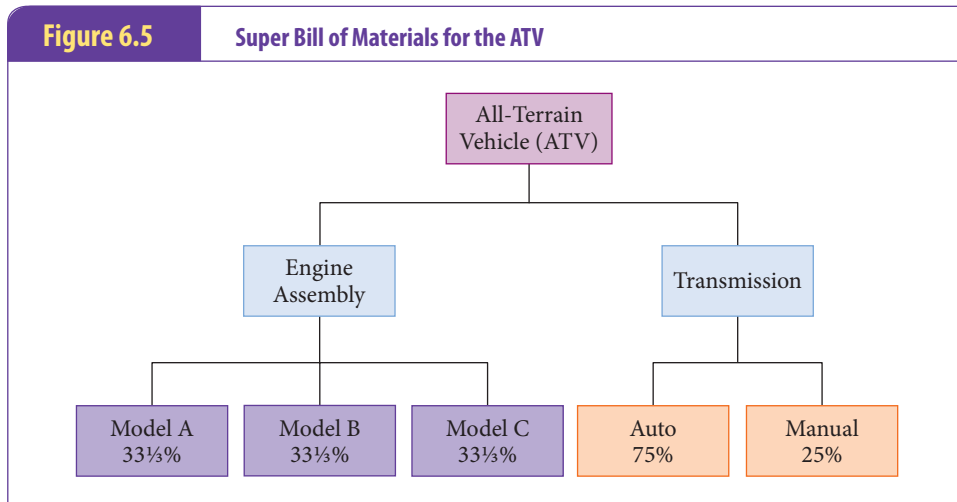 Figure 6.5
Super Bill of Materials for the ATV
All-Terrain
Vehicle (ATV)
Engine
Assembly
Transmission
Model A
33⅓%
Model B
33⅓%
Model C
33⅓%
Auto
75%
Manual
25%